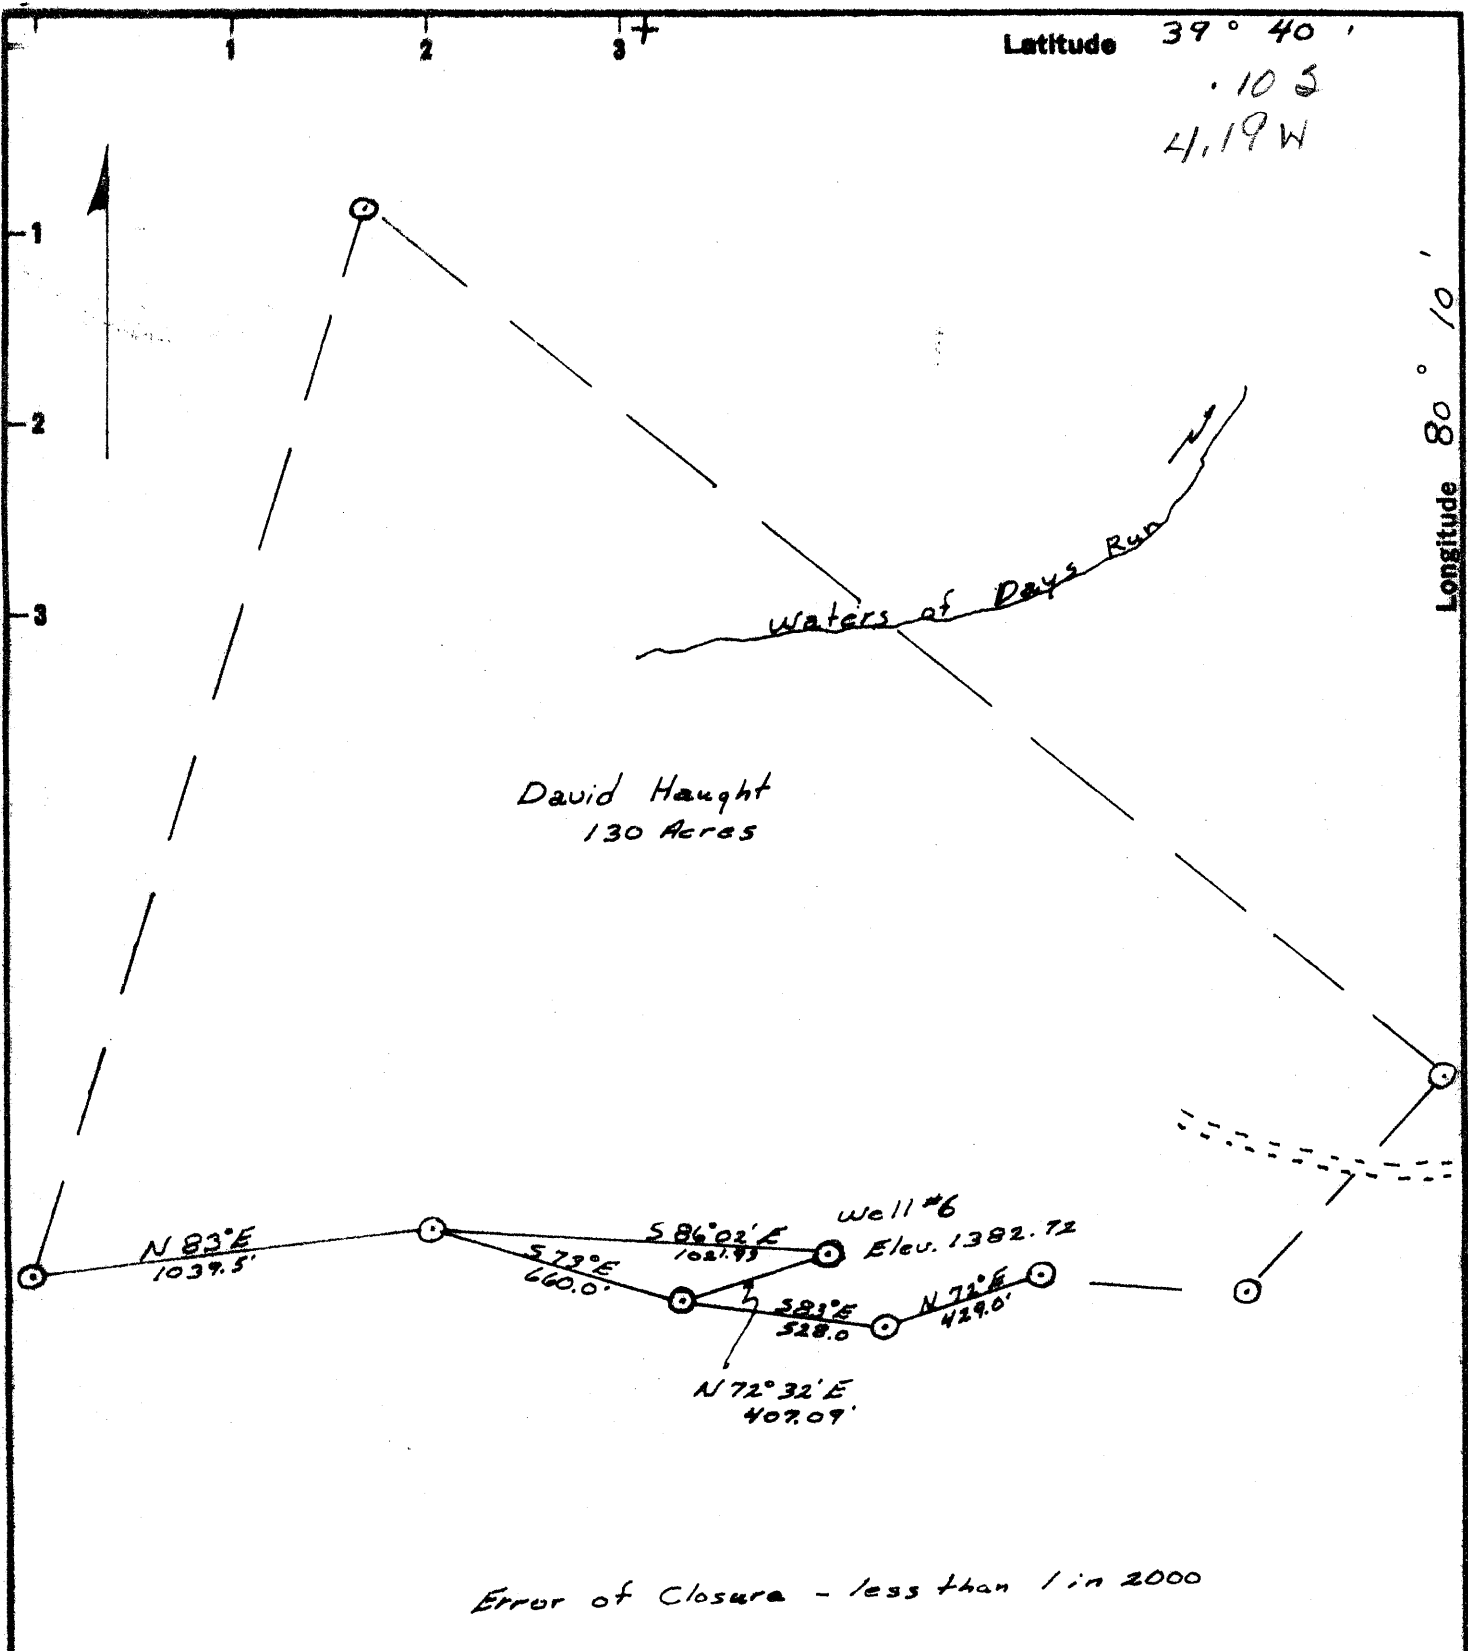 1 2 3
Latitude 39° 40'
.10 S
4.19 W
Longitude 80° 10'
1
2
3
Waters of Days Run
David Haught
130 Acres
Well #6
Elev. 1382.72
N 83°E
1039.5'
S 86°02'E
1021.93
S 73°E
660.0'
S 83°E
528.0
N 72°E
429.0'
N 72°32'E
407.09'
Error of Closure - less than 1 in 2000